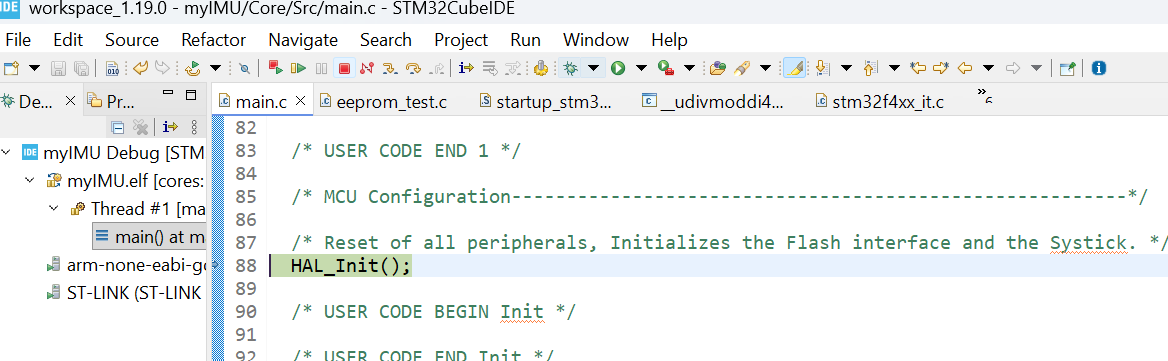 IDE workspace_1.19.0 - myIMU/Core/Src/main.c - STM32CubeIDE
File Edit Source Refactor Navigate Search Project Run Window Help
De... Pr... main.c eeprom_test.c startup_stm3... __udivmoddi4... stm32f4xx_it.c »6
IDE myIMU Debug [STM
myIMU.elf [cores:
Thread #1 [ma
main() at m
arm-none-eabi-g
ST-LINK (ST-LINK
82
83 /* USER CODE END 1 */
84
85 /* MCU Configuration--------------------------------------------------------*/
86
87 /* Reset of all peripherals, Initializes the Flash interface and the Systick. */
88 HAL_Init();
89
90 /* USER CODE BEGIN Init */
91
92 /* USER CODE END Init */